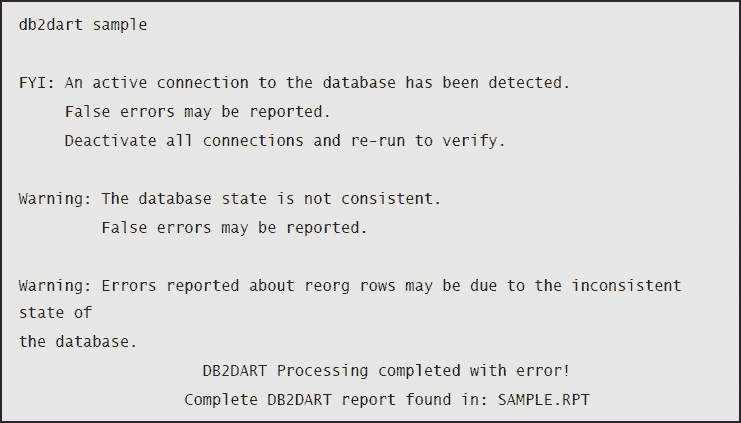 db2dart sample
FYI: An active connection to the database has been detected.
False errors may be reported.
Deactivate all connections and re-run to verify.
Warning: The database state is not consistent.
False errors may be reported.
Warning: Errors reported about reorg rows may be due to the inconsistent
state of
the database.
DB2DART Processing completed with error!
Complete DB2DART report found in: SAMPLE.RPT